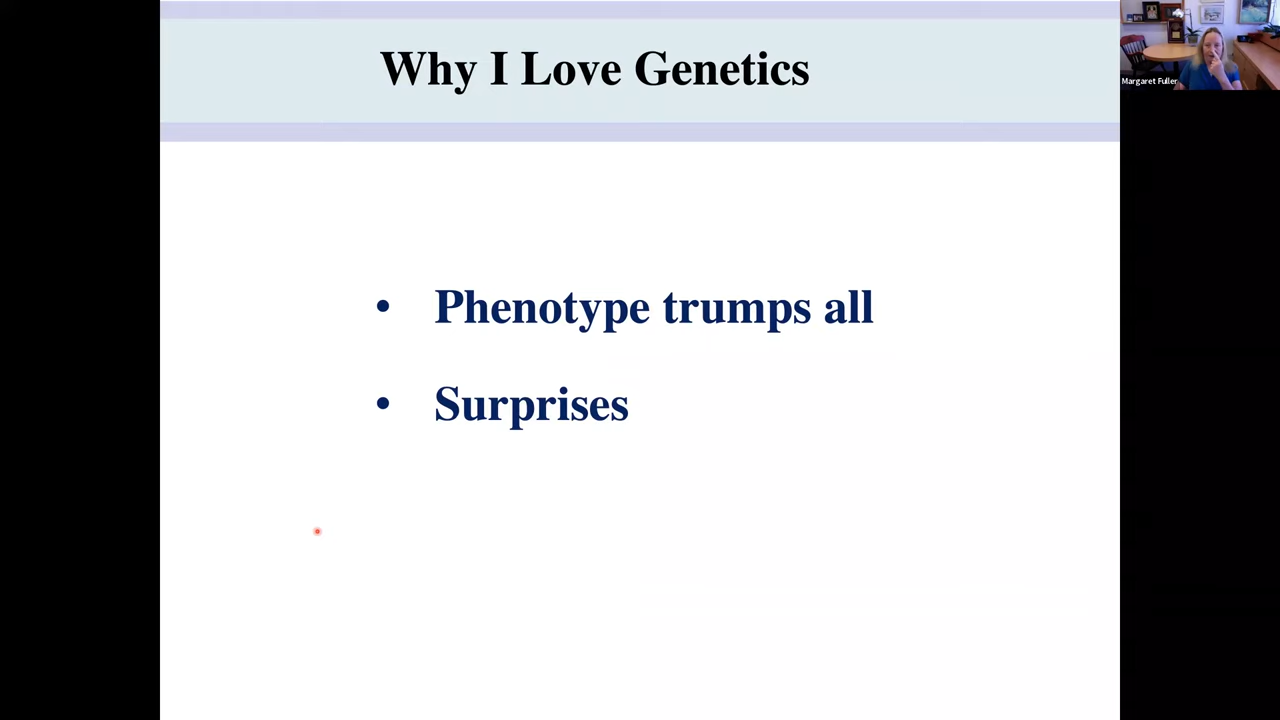 Why I Love Genetics
Margaret Fuller
• Phenotype trumps all
• Surprises